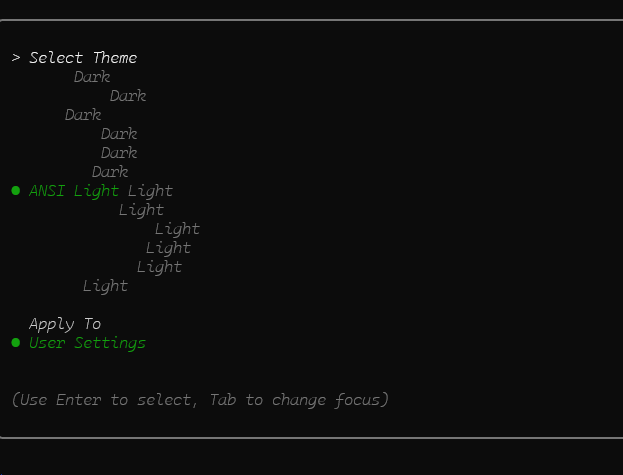 > Select Theme
Dark
Dark
Dark
Dark
Dark
Dark
● ANSI Light Light
Light
Light
Light
Light
Light
Apply To
● User Settings
(Use Enter to select, Tab to change focus)